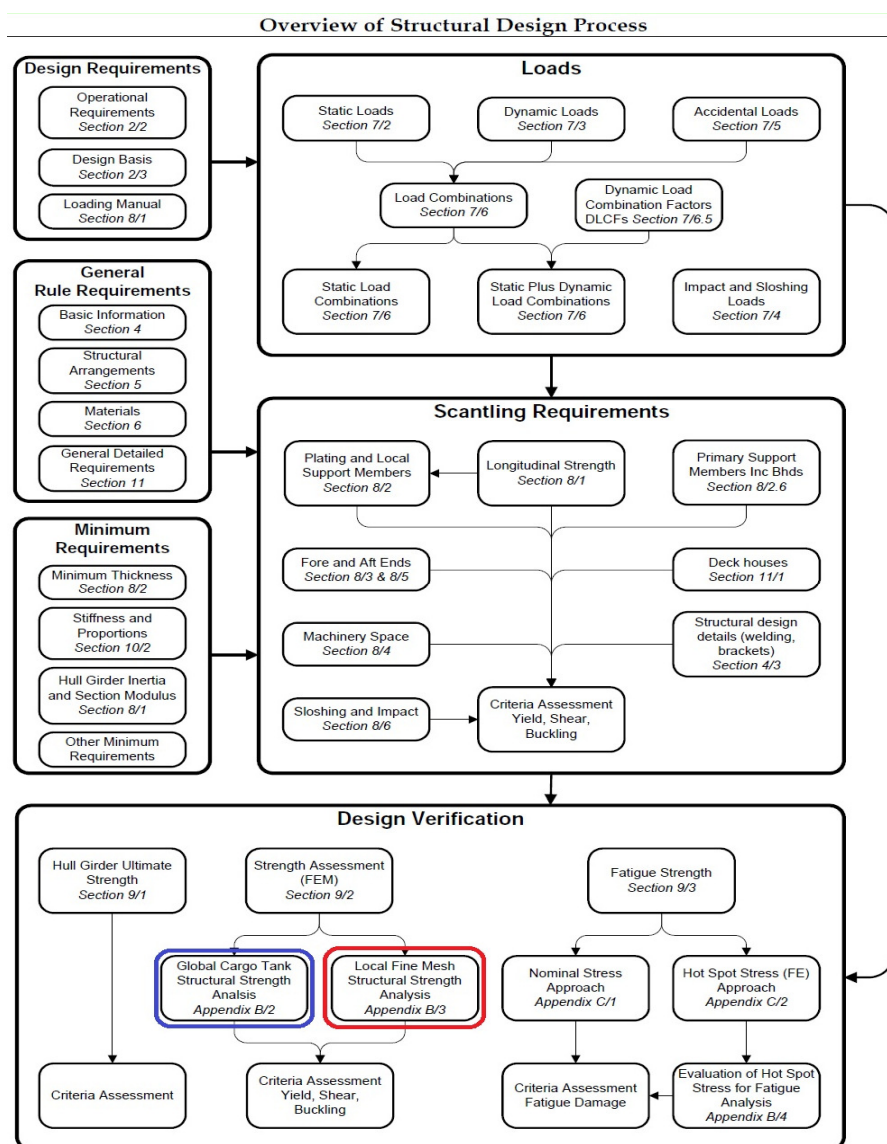 Overview of Structural Design Process
Design Requirements
Operational
Requirements
Section 2/2
Design Basis
Section 2/3
Loading Manual
Section 8/1
General
Rule Requirements
Basic Information
Section 4
Structural
Arrangements
Section 5
Materials
Section 6
General Detailed
Requirements
Section 11
Minimum
Requirements
Minimum Thickness
Section 8/2
Stiffness and
Proportions
Section 10/2
Hull Girder Inertia
and Section Modulus
Section 8/1
Other Minimum
Requirements
Loads
Static Loads
Section 7/2
Dynamic Loads
Section 7/3
Accidental Loads
Section 7/5
Load Combinations
Section 7/6
Dynamic Load
Combination Factors
DLCFs Section 7/6.5
Static Load
Combinations
Section 7/6
Static Plus Dynamic
Load Combinations
Section 7/6
Impact and Sloshing
Loads
Section 7/4
Scantling Requirements
Plating and Local
Support Members
Section 8/2
Longitudinal Strength
Section 8/1
Primary Support
Members Inc Bhds
Section 8/2.6
Fore and Aft Ends
Section 8/3 & 8/5
Deck houses
Section 11/1
Machinery Space
Section 8/4
Structural design
details (welding,
brackets)
Section 4/3
Sloshing and Impact
Section 8/6
Criteria Assessment
Yield, Shear,
Buckling
Design Verification
Hull Girder Ultimate
Strength
Section 9/1
Strength Assessment
(FEM)
Section 9/2
Fatigue Strength
Section 9/3
Global Cargo Tank
Structural Strength
Analsis
Appendix B/2
Local Fine Mesh
Structural Strength
Analysis
Appendix B/3
Nominal Stress
Approach
Appendix C/1
Hot Spot Stress (FE)
Approach
Appendix C/2
Criteria Assessment
Criteria Assessment
Yield, Shear,
Buckling
Criteria Assessment
Fatigue Damage
Evaluation of Hot Spot
Stress for Fatigue
Analysis
Appendix B/4